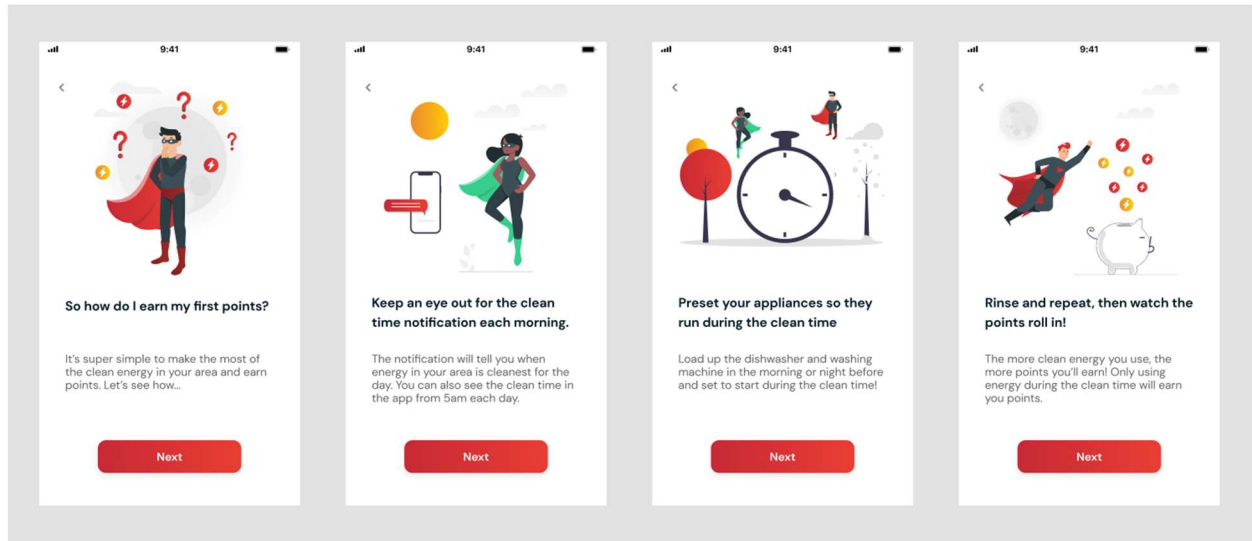 9:41
So how do I earn my first points?
It's super simple to make the most of
the clean energy in your area and earn
points. Let's see how...
Next
9:41
Keep an eye out for the clean
time notification each morning.
The notification will tell you when
energy in your area is cleanest for the
day. You can also see the clean time in
the app from 5am each day.
Next
9:41
Preset your appliances so they
run during the clean time
Load up the dishwasher and washing
machine in the morning or night before
and set to start during the clean time!
Next
9:41
Rinse and repeat, then watch the
points roll in!
The more clean energy you use, the
more points you'll earn! Only using
energy during the clean time will earn
you points.
Next